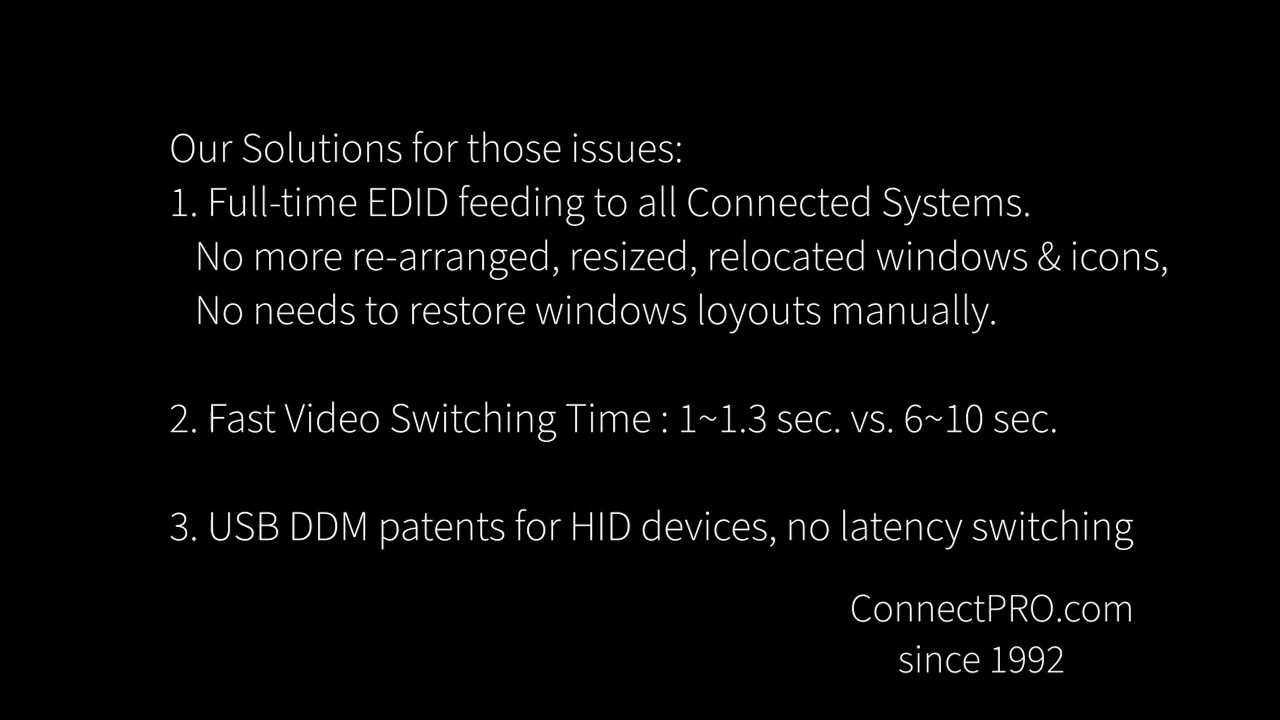 Our Solutions for those issues:
1. Full-time EDID feeding to all Connected Systems.
No more re-arranged, resized, relocated windows & icons,
No needs to restore windows loyouts manually.
2. Fast Video Switching Time : 1~1.3 sec. vs. 6~10 sec.
3. USB DDM patents for HID devices, no latency switching
ConnectPRO.com
since 1992